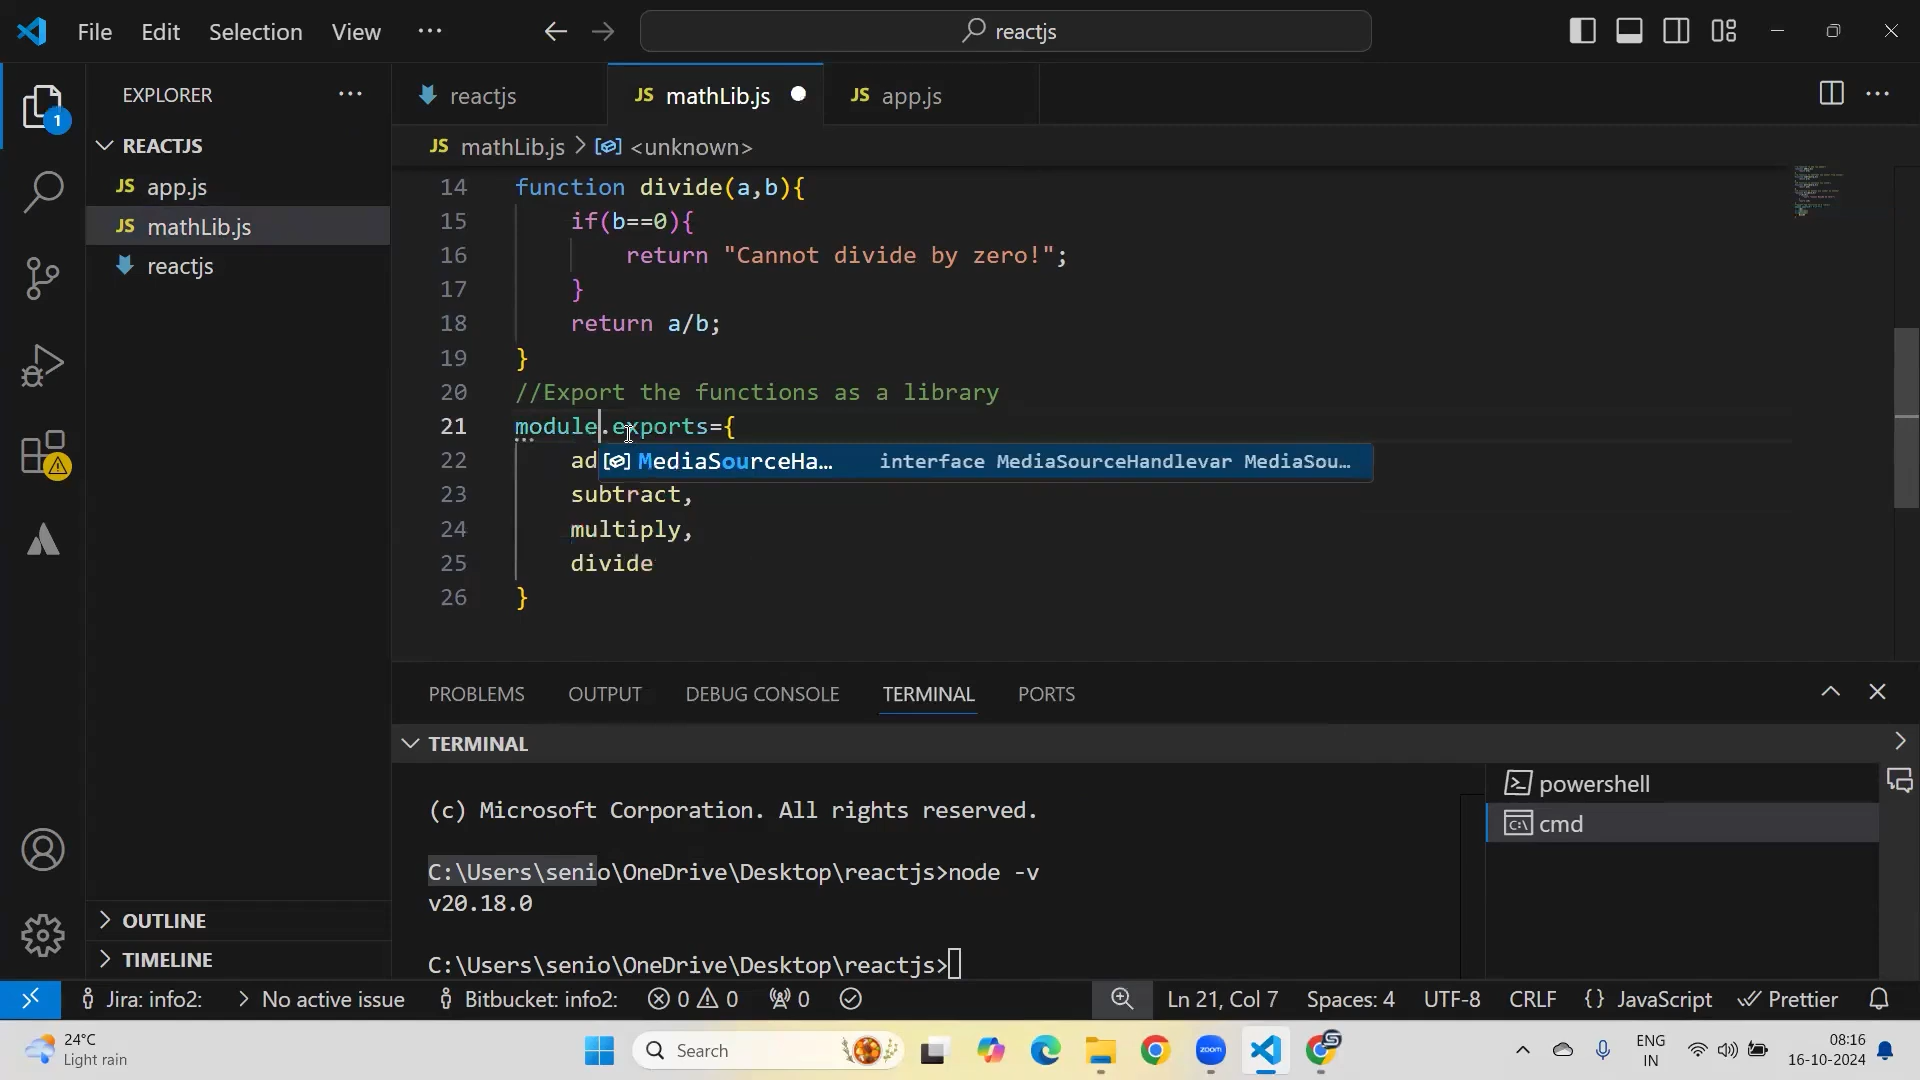 File Edit Selection View ...
reactjs
EXPLORER ...
reactjs
JS mathLib.js
JS app.js
1
REACTJS
JS app.js
JS mathLib.js
reactjs
JS mathLib.js > <unknown>
14 function divide(a,b){
15 if(b==0){
16 return "Cannot divide by zero!";
17 }
18 return a/b;
19 }
20 //Export the functions as a library
21 module.exports={
22 ad
MediaSourceHa... interface MediaSourceHandlevar MediaSou...
23 subtract,
24 multiply,
25 divide
26 }
PROBLEMS OUTPUT DEBUG CONSOLE TERMINAL PORTS
TERMINAL
(c) Microsoft Corporation. All rights reserved.
C:\Users\senio\OneDrive\Desktop\reactjs>node -v
v20.18.0
C:\Users\senio\OneDrive\Desktop\reactjs>
powershell
cmd
OUTLINE
TIMELINE
Jira: info2: > No active issue Bitbucket: info2: 0 0 0 Ln 21, Col 7 Spaces: 4 UTF-8 CRLF {} JavaScript Prettier
24°C
Light rain
Search
zoom
ENG
IN
08:16
16-10-2024